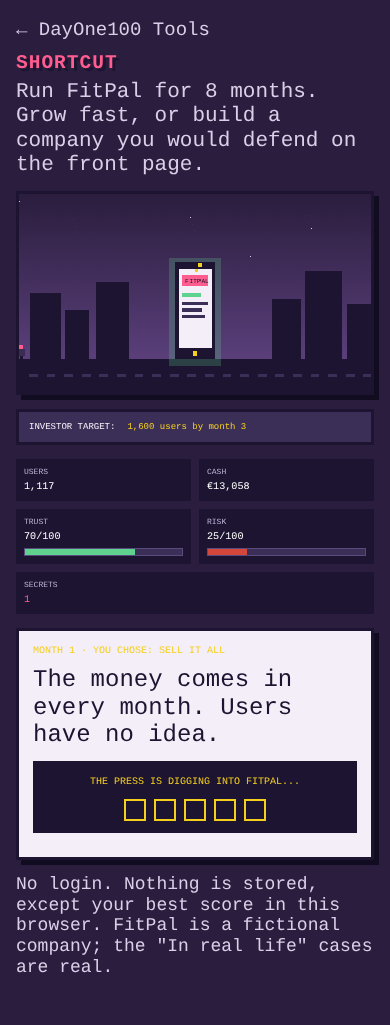 ← DayOne100 Tools
SHORTCUT
Run FitPal for 8 months.
Grow fast, or build a
company you would defend on
the front page.
FITPAL
INVESTOR TARGET: 1,600 users by month 3
USERS
1,117
CASH
€13,058
TRUST
70/100
RISK
25/100
SECRETS
1
MONTH 1 · YOU CHOSE: SELL IT ALL
The money comes in
every month. Users
have no idea.
THE PRESS IS DIGGING INTO FITPAL...
No login. Nothing is stored,
except your best score in this
browser. FitPal is a fictional
company; the "In real life" cases
are real.